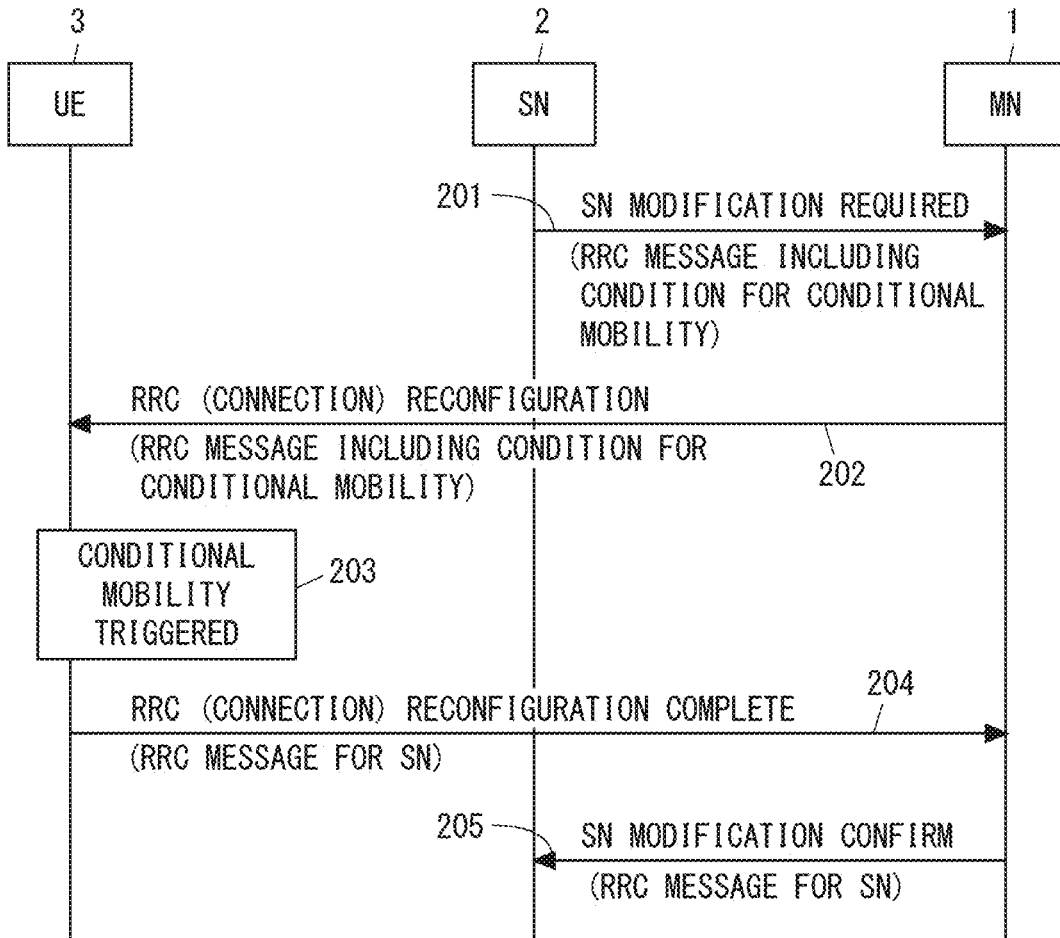 3
2
1
UE
SN
MN
201
SN MODIFICATION REQUIRED
(RRC MESSAGE INCLUDING
CONDITION FOR CONDITIONAL
MOBILITY)
RRC (CONNECTION) RECONFIGURATION
(RRC MESSAGE INCLUDING CONDITION FOR
CONDITIONAL MOBILITY)
202
CONDITIONAL
MOBILITY
TRIGGERED
203
RRC (CONNECTION) RECONFIGURATION COMPLETE
204
(RRC MESSAGE FOR SN)
205
SN MODIFICATION CONFIRM
(RRC MESSAGE FOR SN)